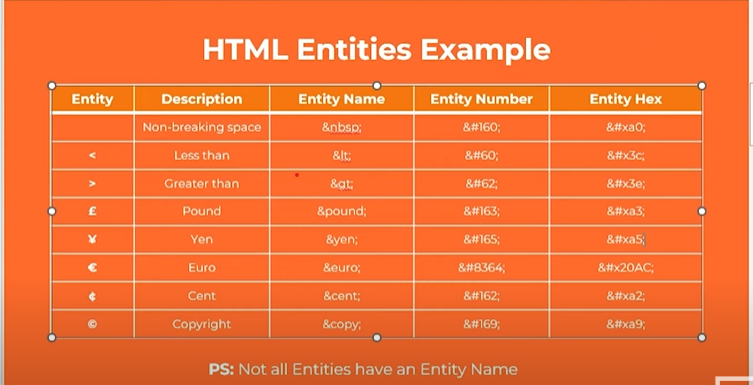 HTML Entities Example
Entity Description Entity Name Entity Number Entity Hex
Non-breaking space &nbsp; &#160; &#xa0;
< Less than &lt; &#60; &#x3c;
> Greater than &gt; &#62; &#x3e;
£ Pound &pound; &#163; &#xa3;
¥ Yen &yen; &#165; &#xa5;
€ Euro &euro; &#8364; &#x20AC;
¢ Cent &cent; &#162; &#xa2;
© Copyright &copy; &#169; &#xa9;
PS: Not all Entities have an Entity Name